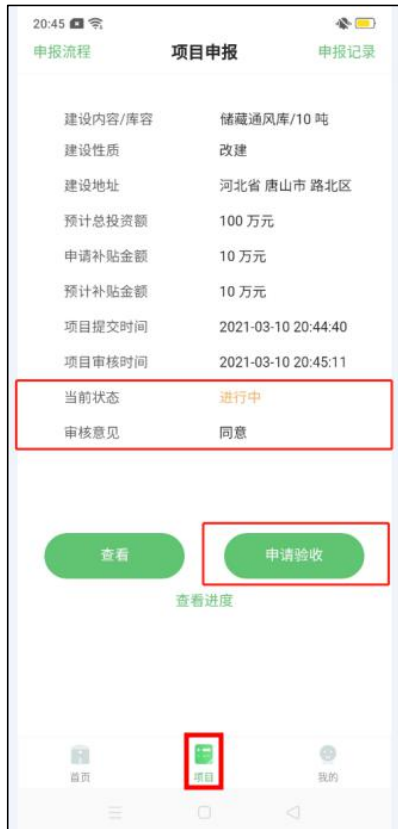 20:45
申报流程 项目申报 申报记录
建设内容/库容 储藏通风库/10 吨
建设性质 改建
建设地址 河北省 唐山市 路北区
预计总投资额 100 万元
申请补贴金额 10 万元
预计补贴金额 10 万元
项目提交时间 2021-03-10 20:44:40
项目审核时间 2021-03-10 20:45:11
当前状态 进行中
审核意见 同意
查看 申请验收
查看进度
首页 项目 我的